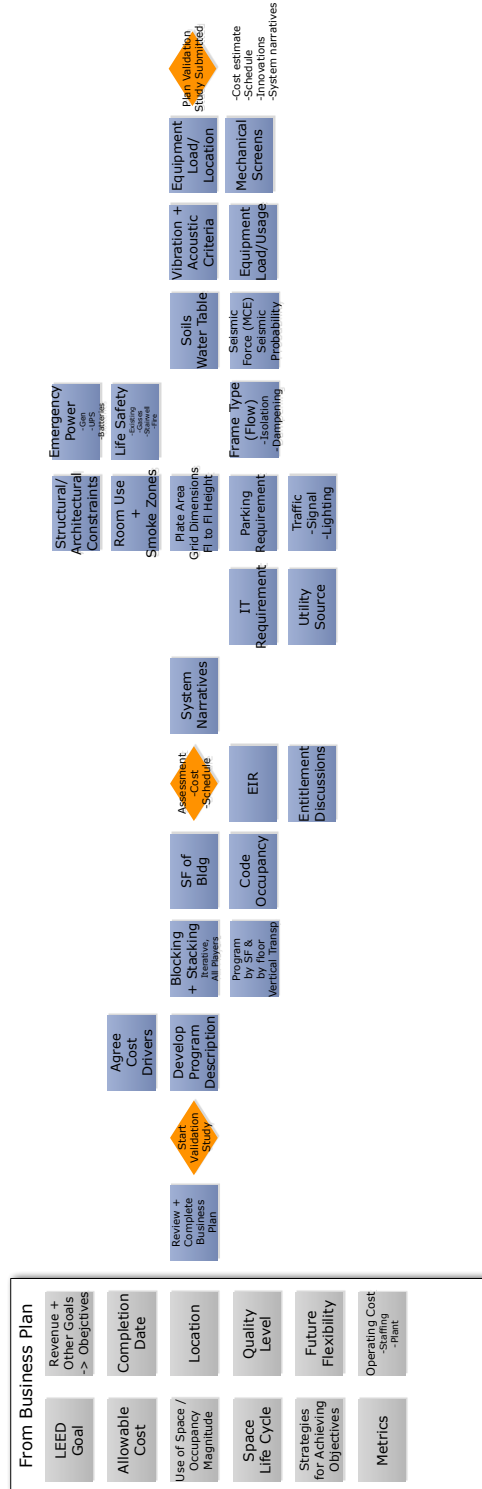 From Business Plan
LEED
Goal
Revenue +
Other Goals
-> Obejctives
Allowable
Cost
Completion
Date
Use of Space /
Occupancy
Magnitude
Location
Space
Life Cycle
Quality
Level
Strategies
for Achieving
Objectives
Future
Flexibility
Metrics
Operating Cost
-Staffing
-Plant
Review +
Complete
Business
Plan
Start
Validation
Study
Agree
Cost
Drivers
Develop
Program
Description
Blocking
+ Stacking
Iterative,
All Players
Program
by SF &
by floor
Vertical Transp
SF of
Bldg
Code
Occupancy
Assessment
-Cost
-Schedule
EIR
Entitlement
Discussions
System
Narratives
IT
Requirement
Utility
Source
Structural/
Architectural
Constraints
Room Use
+
Smoke Zones
Plate Area
Grid Dimensions
Fl to Fl Height
Parking
Requirement
Traffic
-Signal
-Lighting
Emergency
Power
-Gen
-UPS
-Batteries
Life Safety
-Existing
-Gases
-Stairwell
-Fire
Frame Type
(Flow)
-Isolation
-Dampening
Soils
Water Table
Seismic
Force (MCE)
Seismic
Probability
Vibration +
Acoustic
Criteria
Equipment
Load/Usage
Equipment
Load/
Location
Mechanical
Screens
Plan Validation
Study Submitted
-Cost estimate
-Schedule
-Innovations
-System narratives